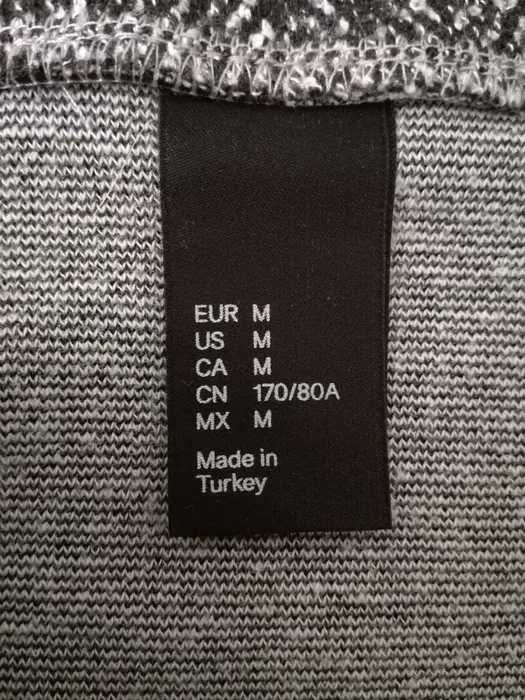 EUR M
US M
CA M
CN 170/80A
MX M
Made in
Turkey